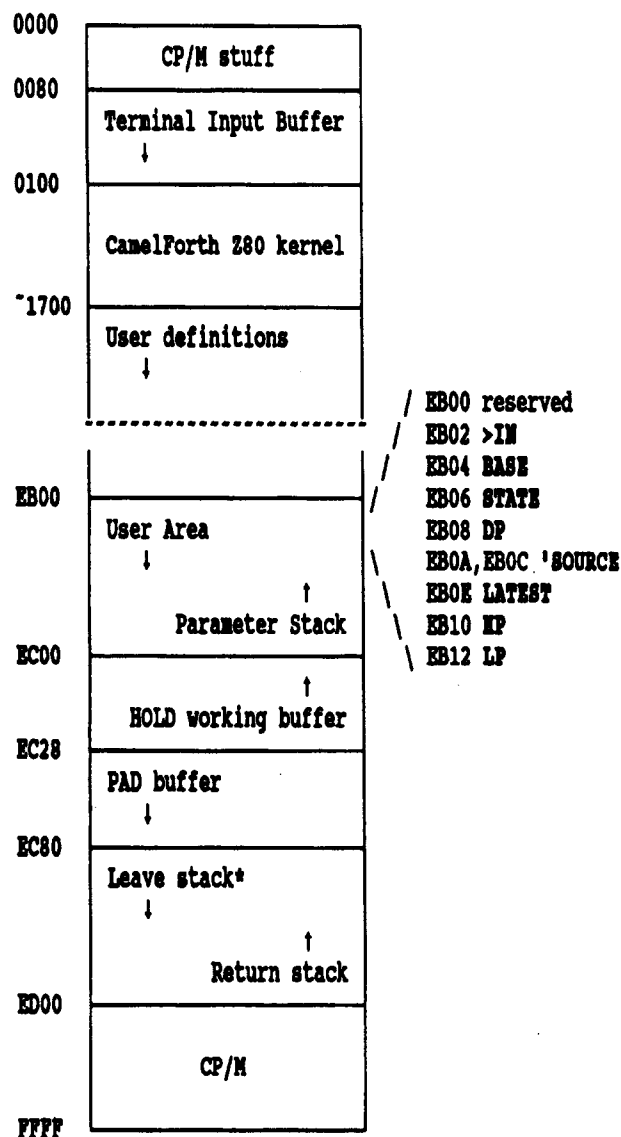 0000
CP/M stuff
0080
Terminal Input Buffer
↓
0100
CamelForth Z80 kernel
~1700
User definitions
↓
EB00 reserved
EB02 >IN
EB04 BASE
EB06 STATE
EB08 DP
EB0A,EB0C 'SOURCE
EB0E LATEST
EB10 HP
EB12 LP
EB00
User Area
↓
↑
Parameter Stack
EC00
↑
HOLD working buffer
EC28
PAD buffer
↓
EC80
Leave stack*
↓
↑
Return stack
ED00
CP/M
FFFF